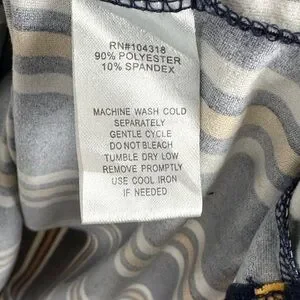 RN#104318
90% POLYESTER
10% SPANDEX
MACHINE WASH COLD
SEPARATELY
GENTLE CYCLE
DO NOT BLEACH
TUMBLE DRY LOW
REMOVE PROMPTLY
USE COOL IRON
IF NEEDED